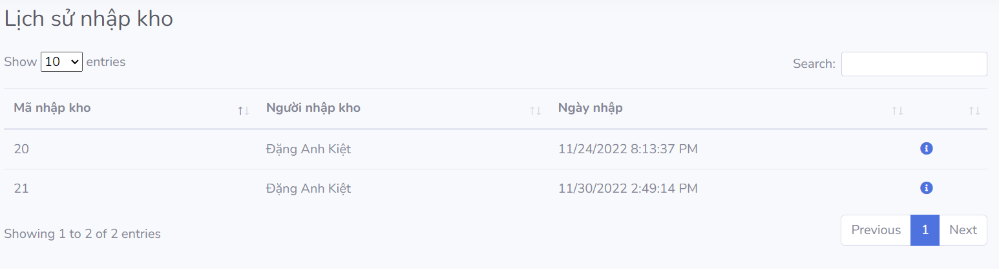 Lịch sử nhập kho
Show 10 entries
Search:
Mã nhập kho Người nhập kho Ngày nhập
20 Đặng Anh Kiệt 11/24/2022 8:13:37 PM
21 Đặng Anh Kiệt 11/30/2022 2:49:14 PM
Showing 1 to 2 of 2 entries
Previous 1 Next